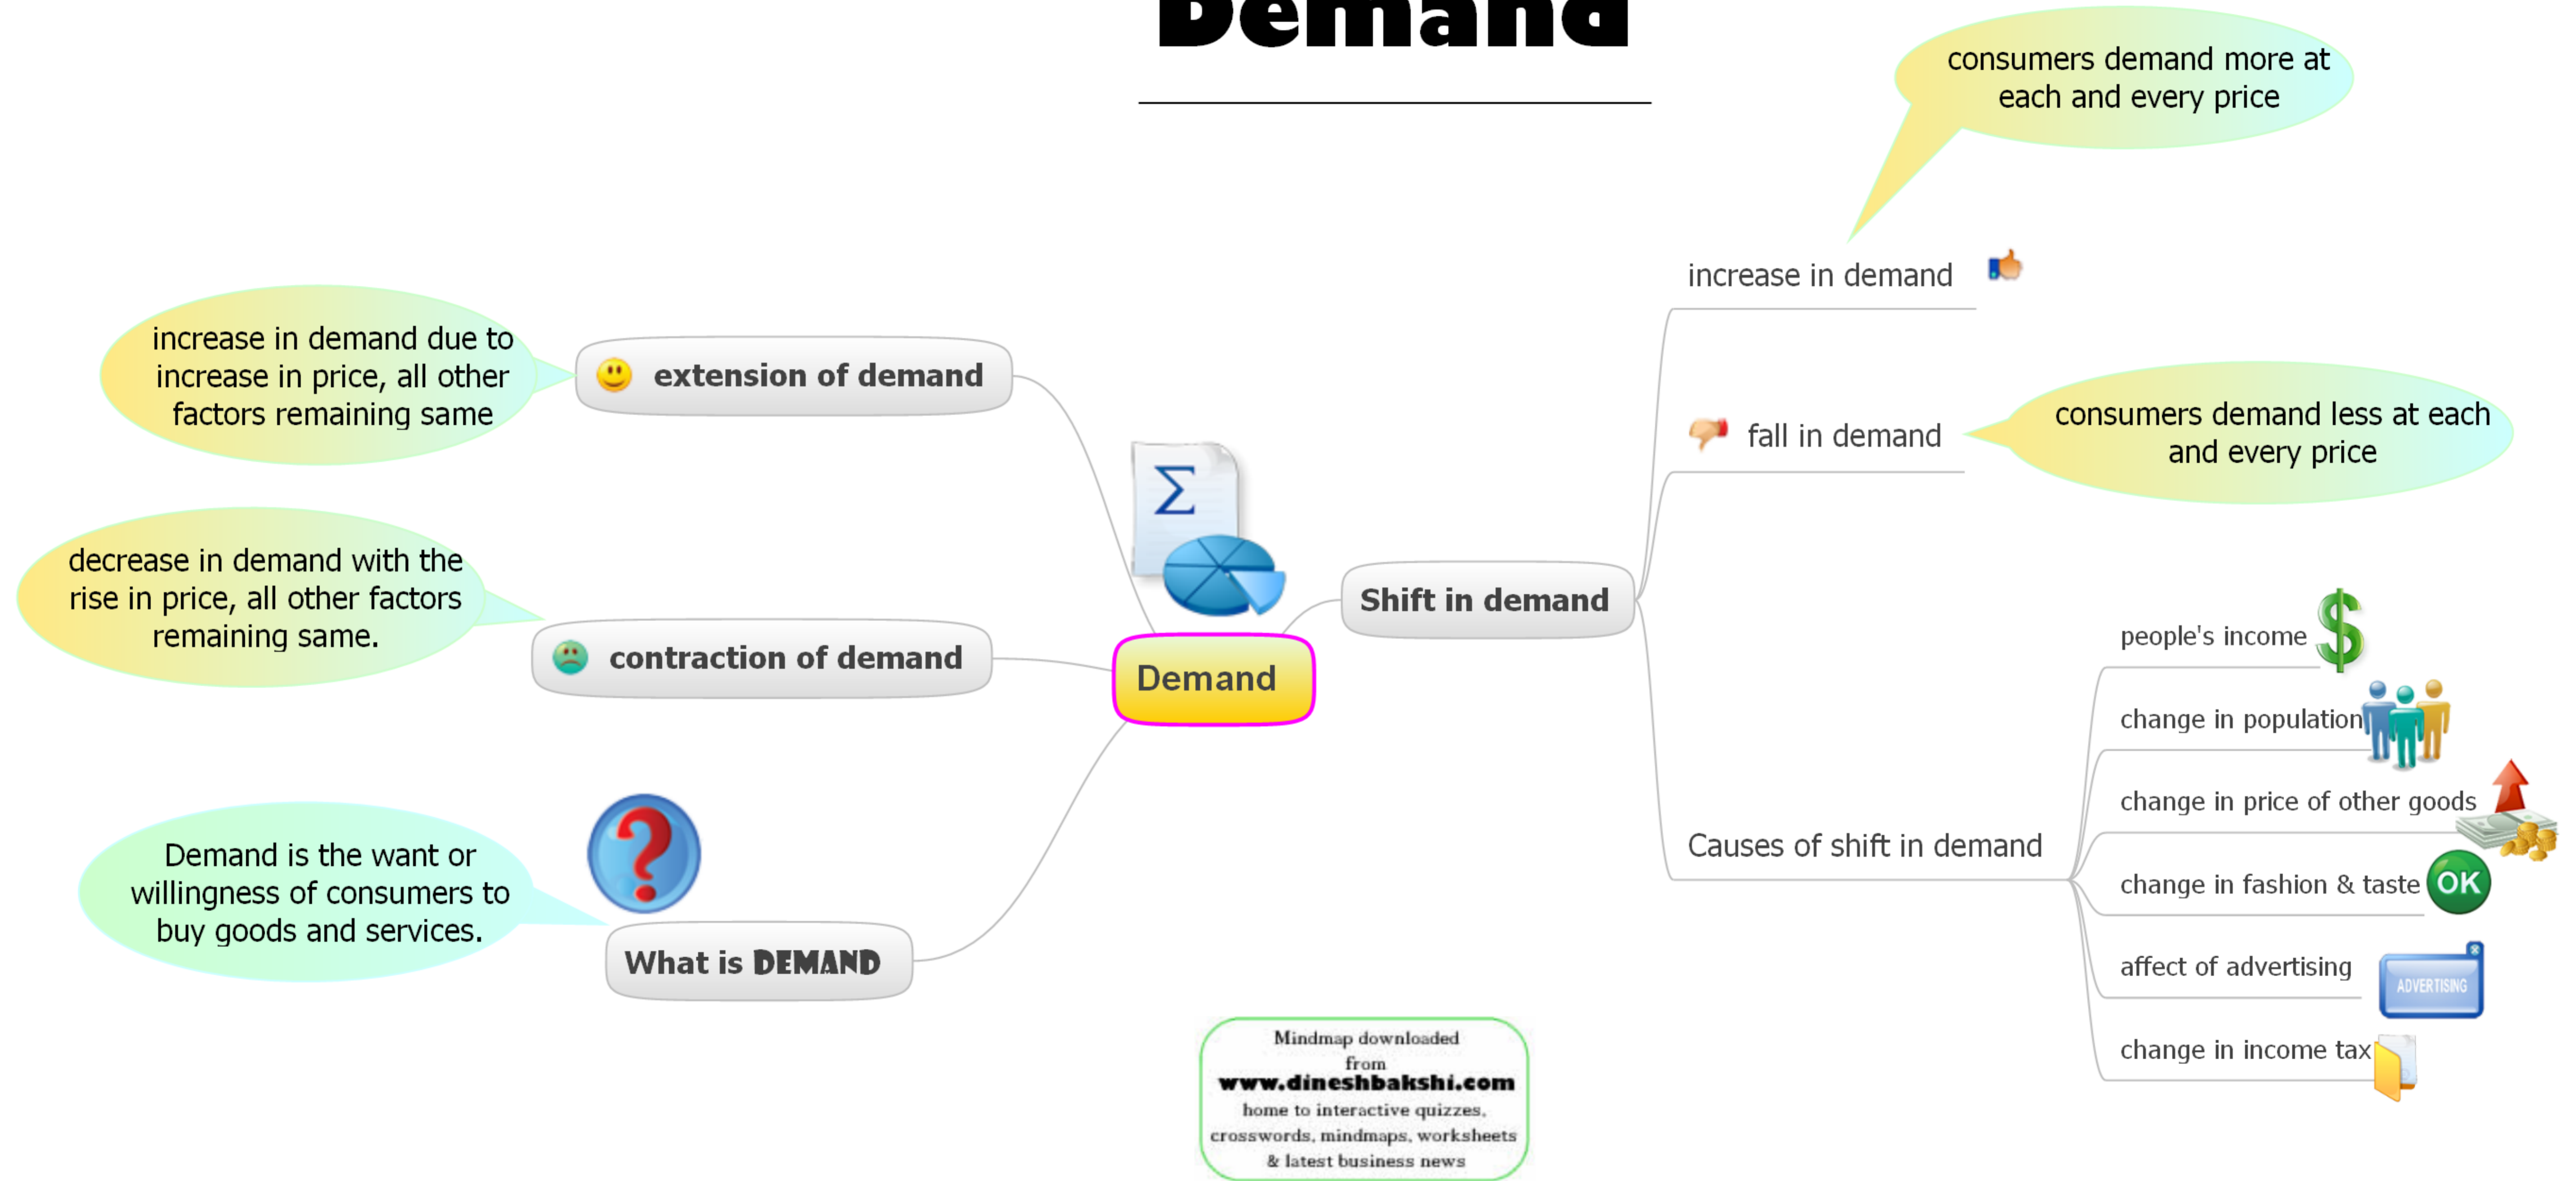 Demand
consumers demand more at
each and every price
increase in demand
increase in demand due to
increase in price, all other
factors remaining same
extension of demand
consumers demand less at each
and every price
fall in demand
Σ
decrease in demand with the
rise in price, all other factors
remaining same.
contraction of demand
Shift in demand
Demand
people's income
$
change in population
change in price of other goods
Causes of shift in demand
change in fashion & taste
OK
Demand is the want or
willingness of consumers to
buy goods and services.
?
What is DEMAND
affect of advertising
ADVERTISING
change in income tax
Mindmap downloaded
from
www.dineshbakshi.com
home to interactive quizzes,
crosswords, mindmaps, worksheets
& latest business news